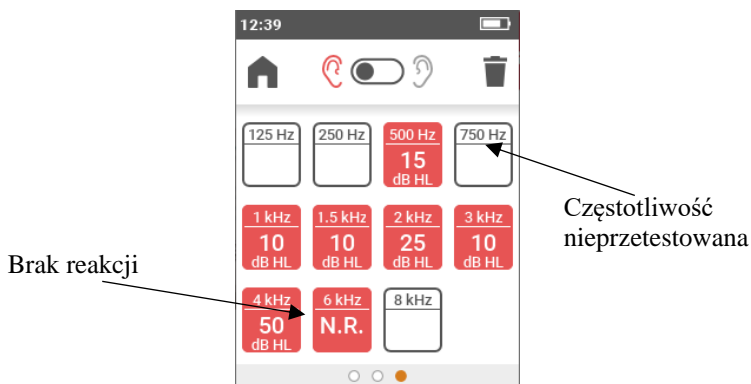 12:39
125 Hz 250 Hz 500 Hz 750 Hz
15
dB HL
Częstotliwość
nieprzetestowana
1 kHz 1.5 kHz 2 kHz 3 kHz
10 10 25 10
dB HL dB HL dB HL dB HL
Brak reakcji
4 kHz 6 kHz 8 kHz
50 N.R.
dB HL